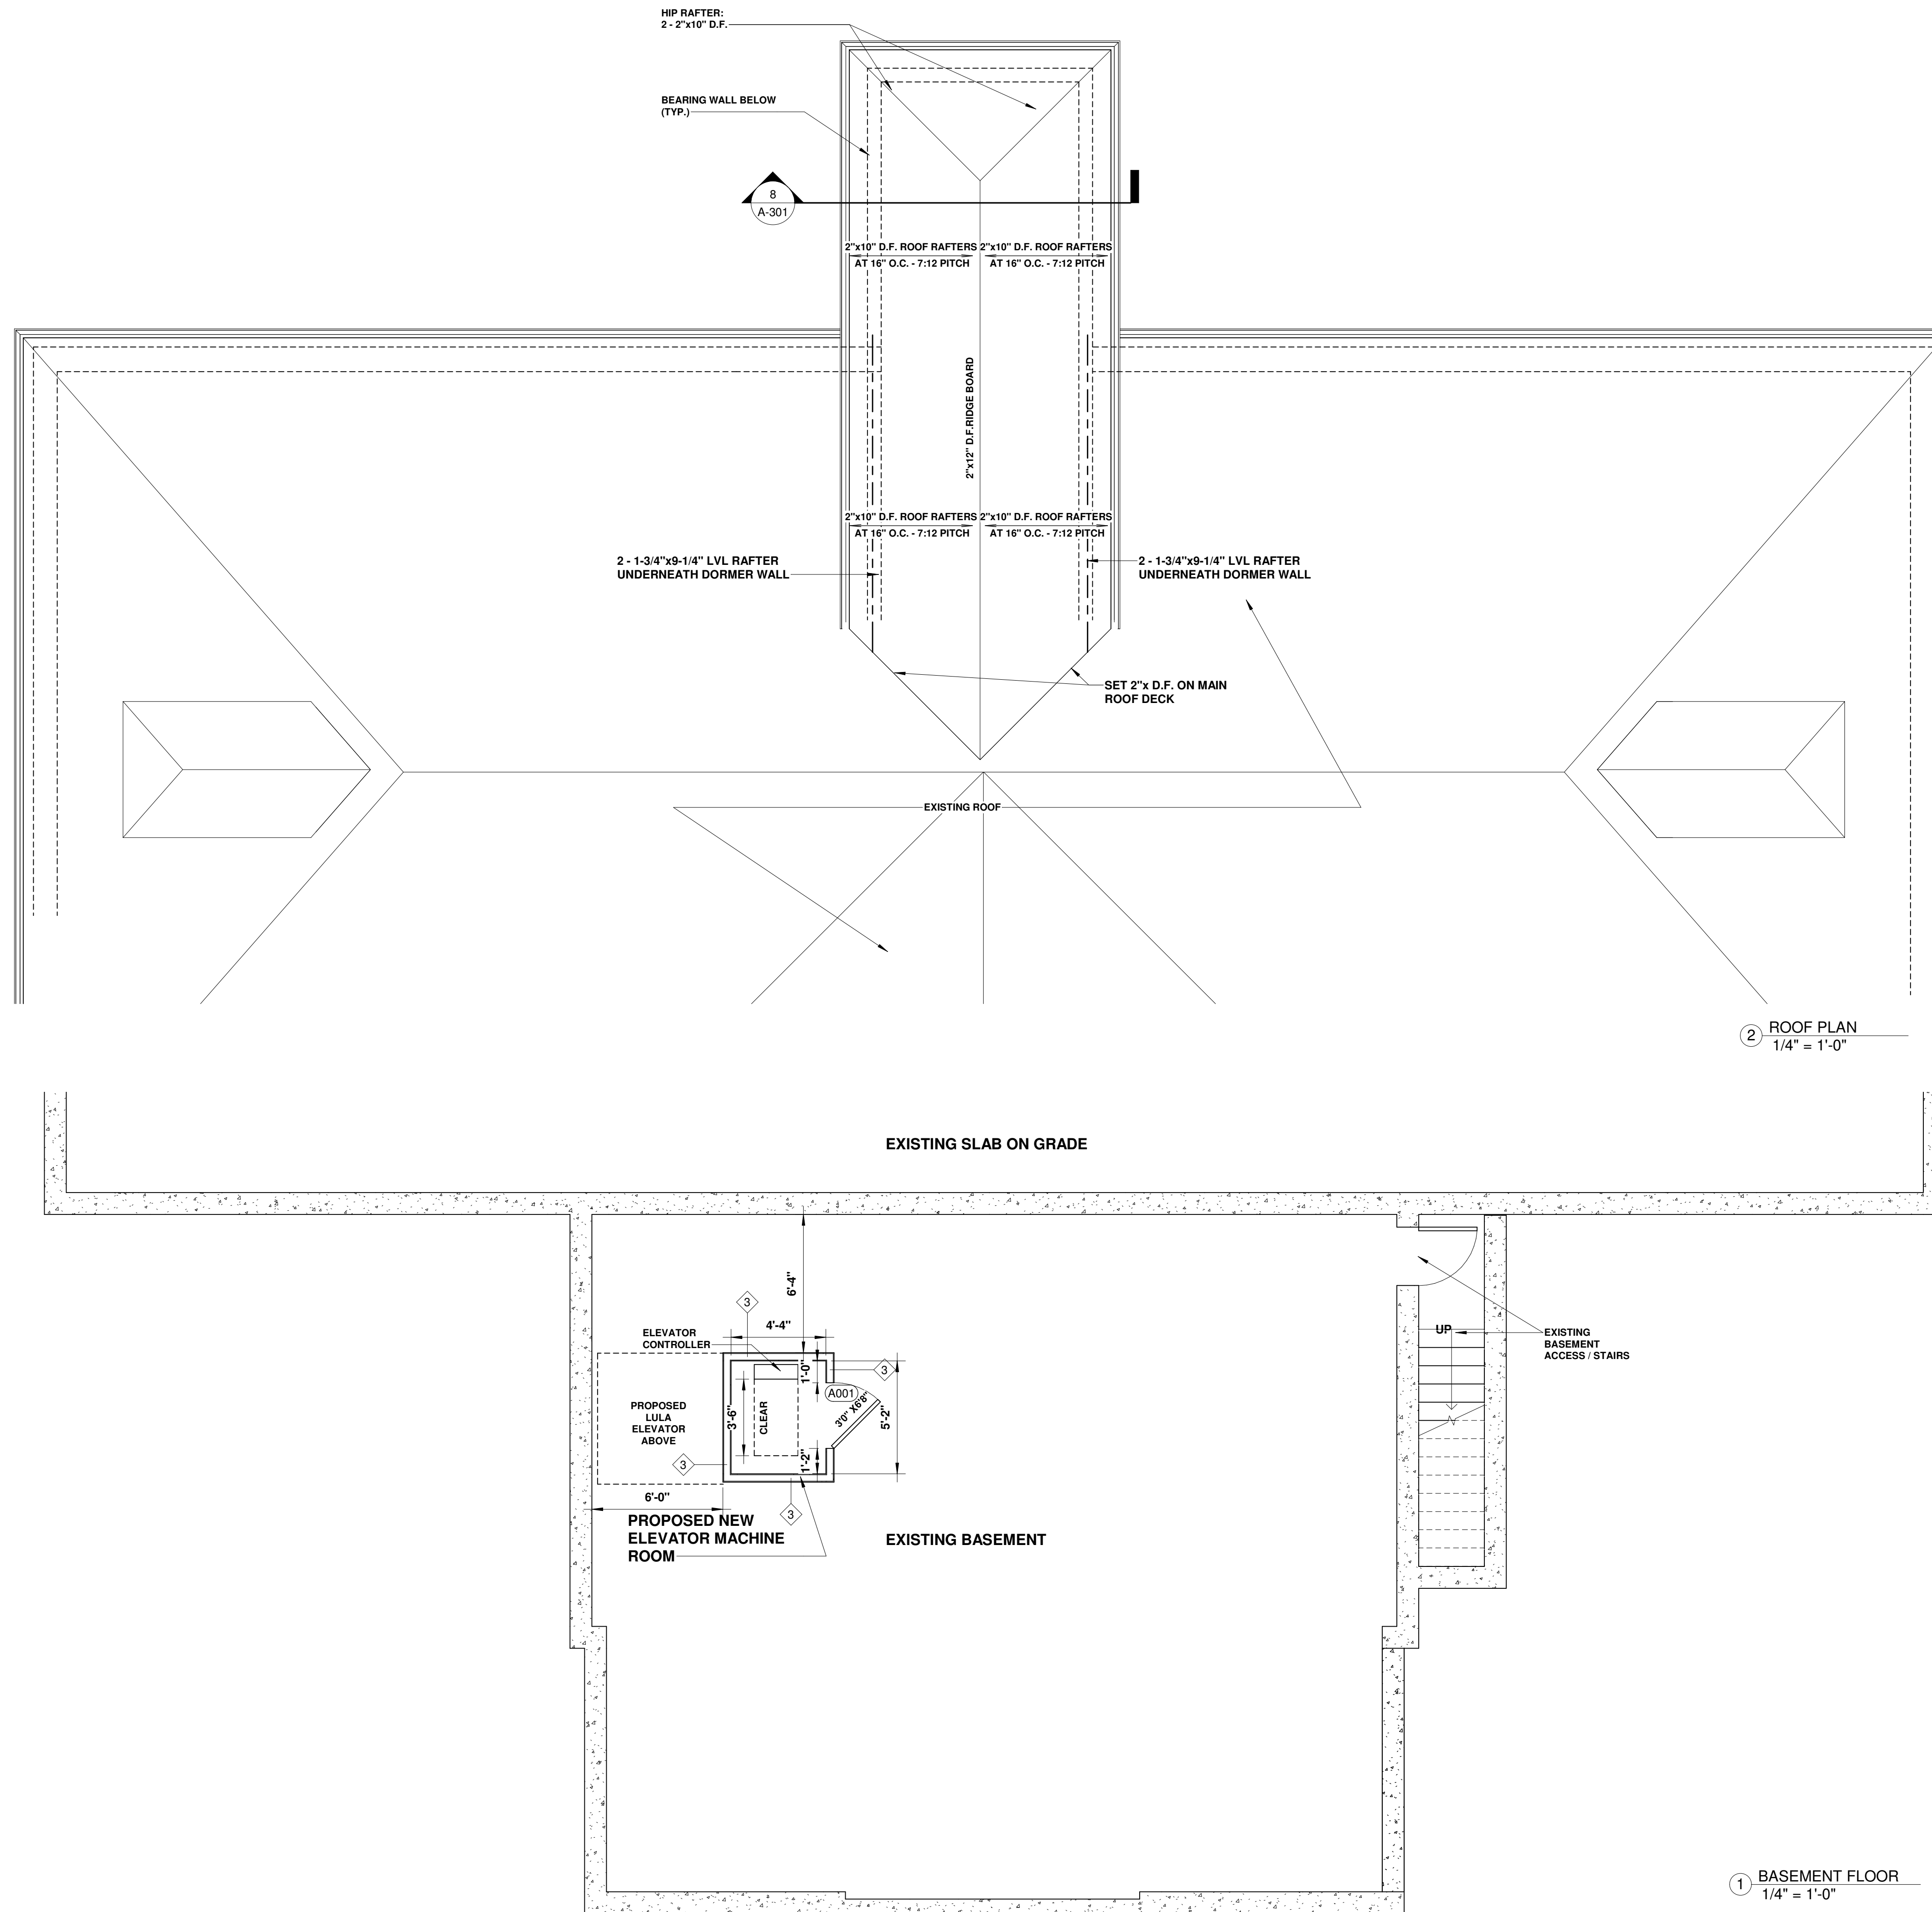 HIP RAFTER:
2 - 2"x10" D.F.
BEARING WALL BELOW
(TYP.)
8
A-301
2"x10" D.F. ROOF RAFTERS
AT 16" O.C. - 7:12 PITCH
2"x10" D.F. ROOF RAFTERS
AT 16" O.C. - 7:12 PITCH
2"x12" D.F.RIDGE BOARD
2"x10" D.F. ROOF RAFTERS
AT 16" O.C. - 7:12 PITCH
2"x10" D.F. ROOF RAFTERS
AT 16" O.C. - 7:12 PITCH
2 - 1-3/4"x9-1/4" LVL RAFTER
UNDERNEATH DORMER WALL
2 - 1-3/4"x9-1/4" LVL RAFTER
UNDERNEATH DORMER WALL
SET 2"x D.F. ON MAIN
ROOF DECK
EXISTING ROOF
2
ROOF PLAN
1/4" = 1'-0"
EXISTING SLAB ON GRADE
6'-4"
3
4'-4"
ELEVATOR
CONTROLLER
UP
EXISTING
BASEMENT
ACCESS / STAIRS
1'-0"
3
A001
3'0" X6'8"
PROPOSED
LULA
ELEVATOR
ABOVE
3'-6"
CLEAR
5'-2"
1'-2"
3
6'-0"
3
PROPOSED NEW
ELEVATOR MACHINE
ROOM
EXISTING BASEMENT
1
BASEMENT FLOOR
1/4" = 1'-0"